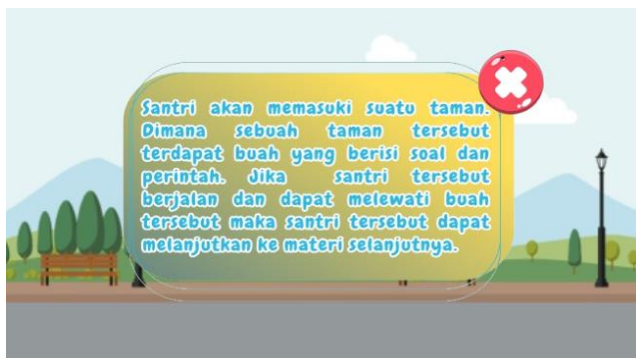 Santri akan memasuki suatu taman.
Dimana sebuah taman tersebut
terdapat buah yang berisi soal dan
perintah. Jika santri tersebut
berjalan dan dapat melewati buah
tersebut maka santri tersebut dapat
melanjutkan ke materi selanjutnya.